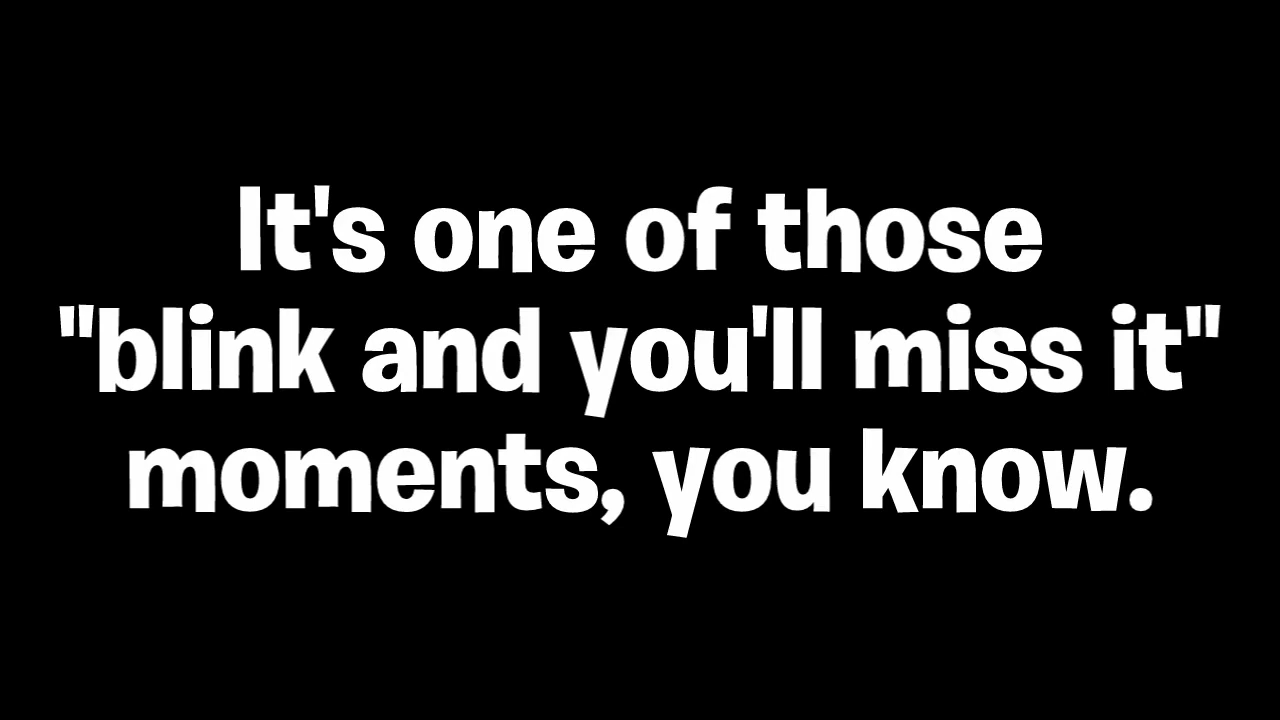 It's one of those
"blink and you'll miss it"
moments, you know.